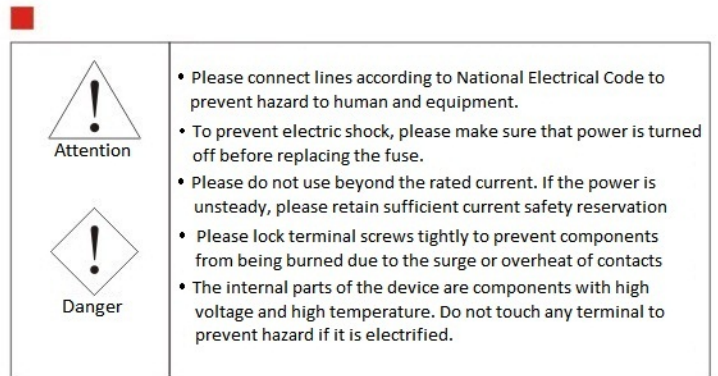 Attention
• Please connect lines according to National Electrical Code to
prevent hazard to human and equipment.
• To prevent electric shock, please make sure that power is turned
off before replacing the fuse.
• Please do not use beyond the rated current. If the power is
unsteady, please retain sufficient current safety reservation
• Please lock terminal screws tightly to prevent components
from being burned due to the surge or overheat of contacts
Danger
• The internal parts of the device are components with high
voltage and high temperature. Do not touch any terminal to
prevent hazard if it is electrified.